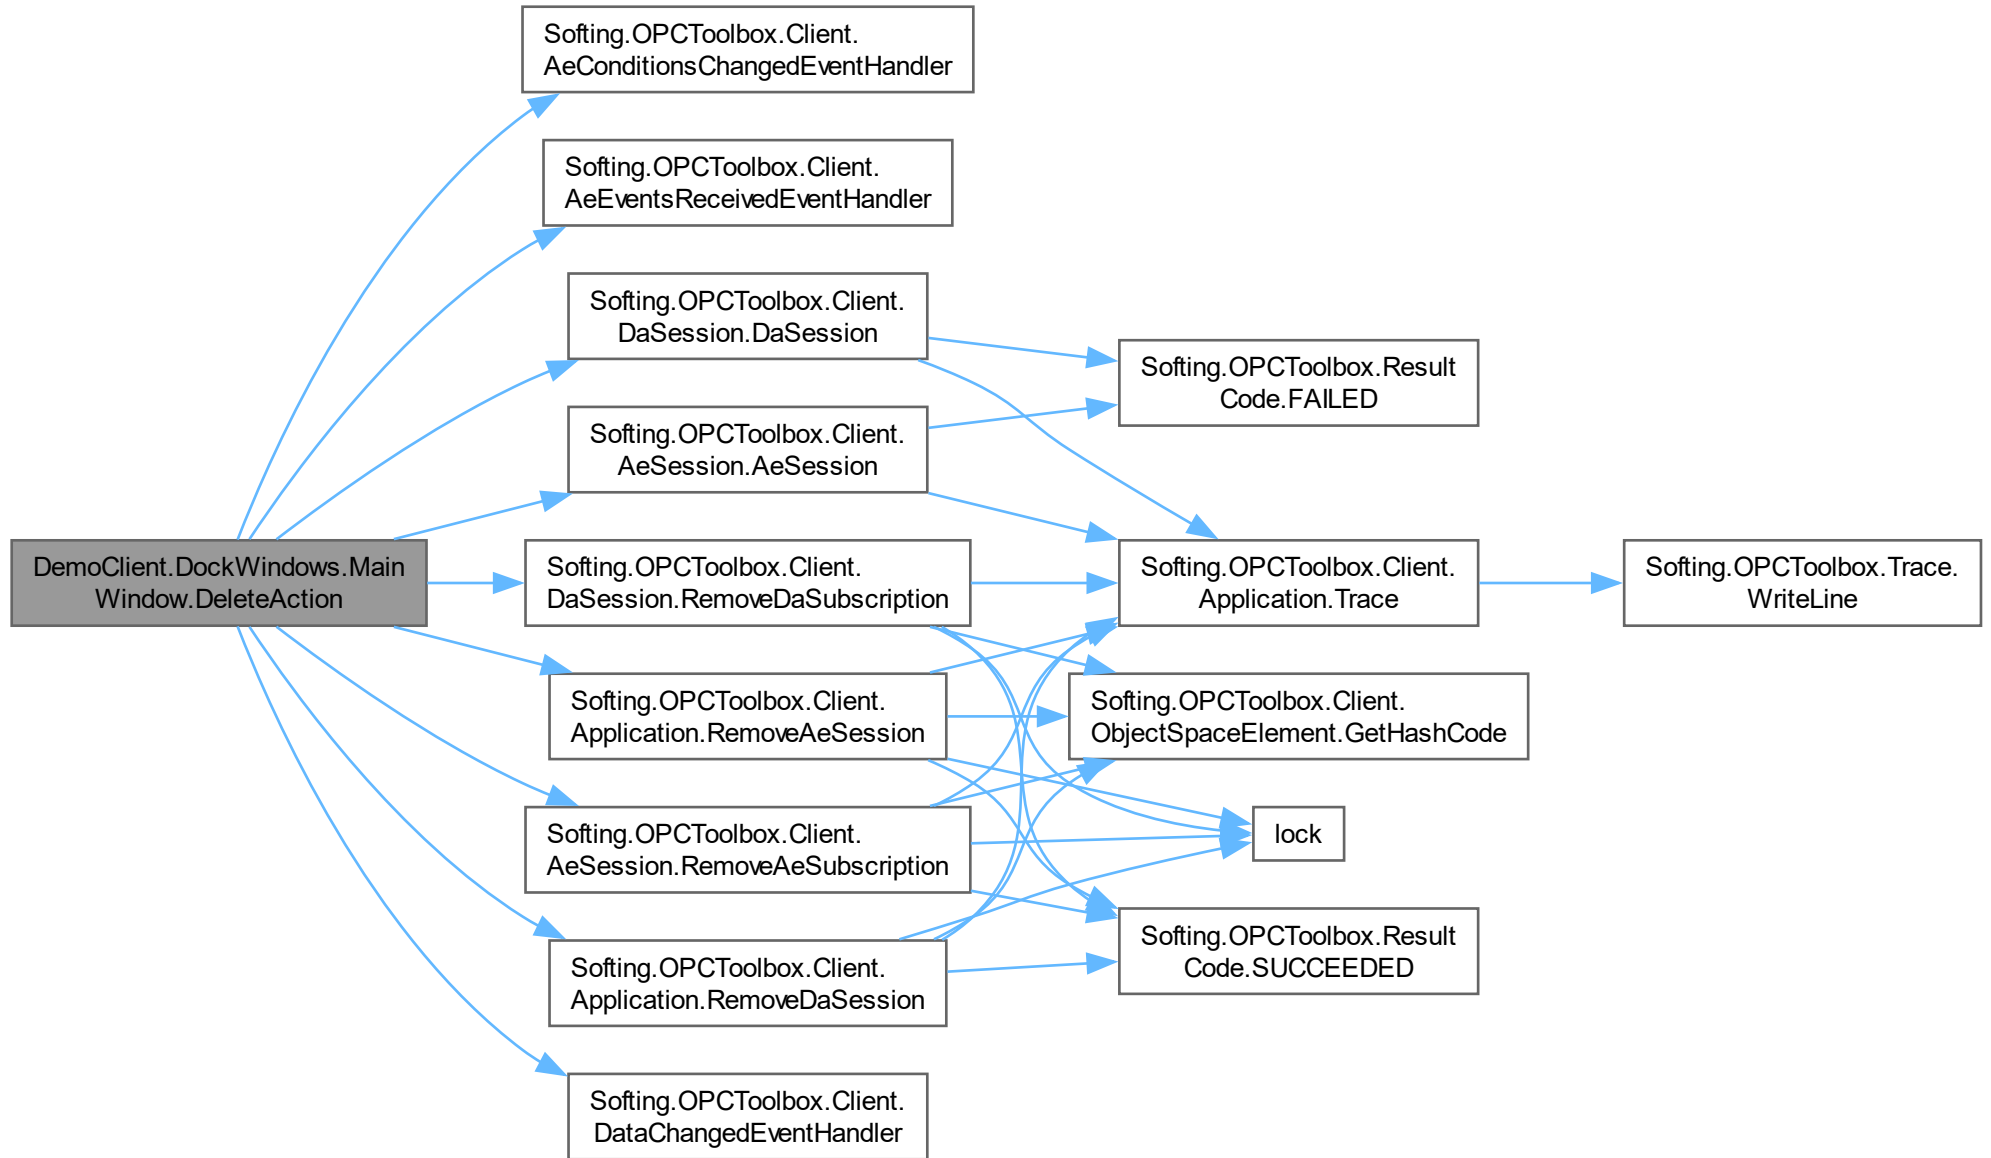 Softing.OPCToolbox.Client.
AeConditionsChangedEventHandler
Softing.OPCToolbox.Client.
AeEventsReceivedEventHandler
Softing.OPCToolbox.Client.
DaSession.DaSession
Softing.OPCToolbox.Result
Code.FAILED
Softing.OPCToolbox.Client.
AeSession.AeSession
DemoClient.DockWindows.Main
Window.DeleteAction
Softing.OPCToolbox.Client.
DaSession.RemoveDaSubscription
Softing.OPCToolbox.Client.
Application.Trace
Softing.OPCToolbox.Trace.
WriteLine
Softing.OPCToolbox.Client.
Application.RemoveAeSession
Softing.OPCToolbox.Client.
ObjectSpaceElement.GetHashCode
Softing.OPCToolbox.Client.
AeSession.RemoveAeSubscription
lock
Softing.OPCToolbox.Client.
Application.RemoveDaSession
Softing.OPCToolbox.Result
Code.SUCCEEDED
Softing.OPCToolbox.Client.
DataChangedEventHandler